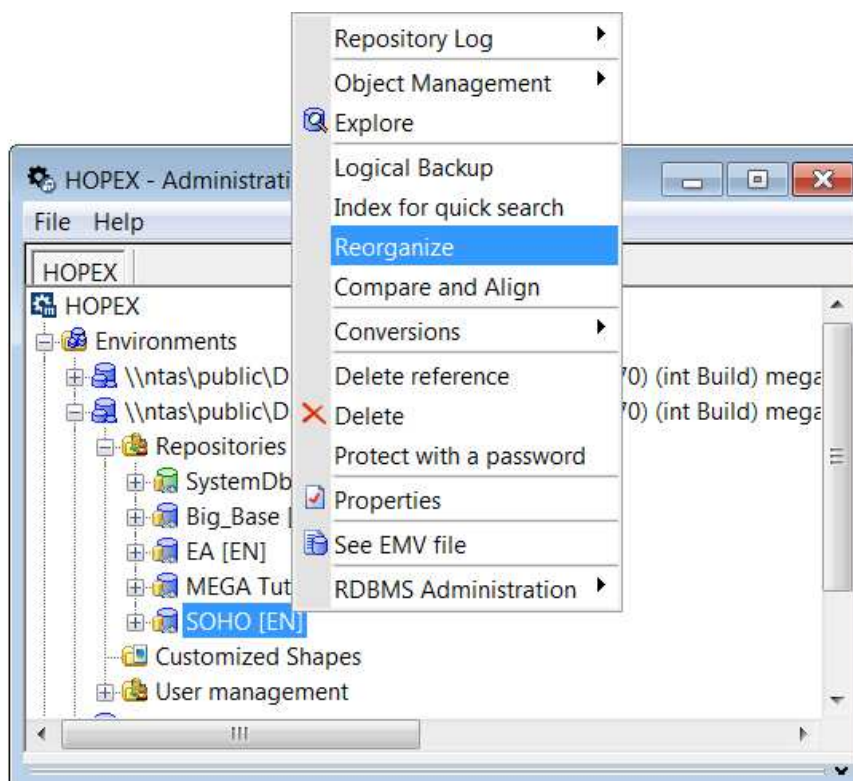 Repository Log
Object Management
Explore
Logical Backup
Index for quick search
Reorganize
Compare and Align
Conversions
Delete reference
Delete
Protect with a password
Properties
See EMV file
RDBMS Administration
HOPEX - Administrati
File Help
HOPEX
HOPEX
Environments
\\ntas\public\D 70) (int Build) mega
\\ntas\public\D 70) (int Build) mega
Repositories
SystemDb
Big_Base [
EA [EN]
MEGA Tut
SOHO [EN]
Customized Shapes
User management